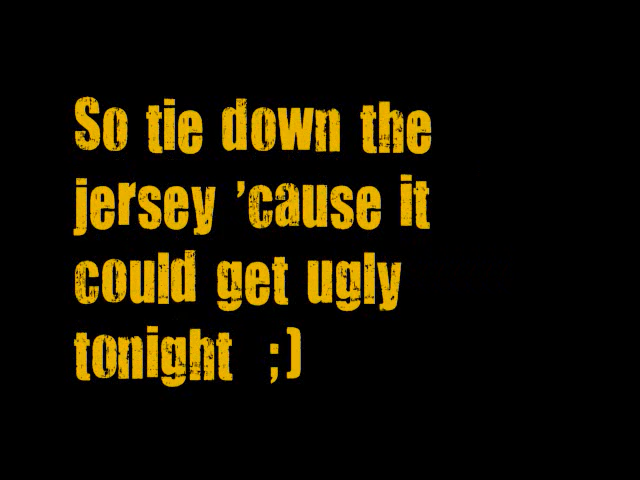 So tie down the
jersey 'cause it
could get ugly
tonight ;)